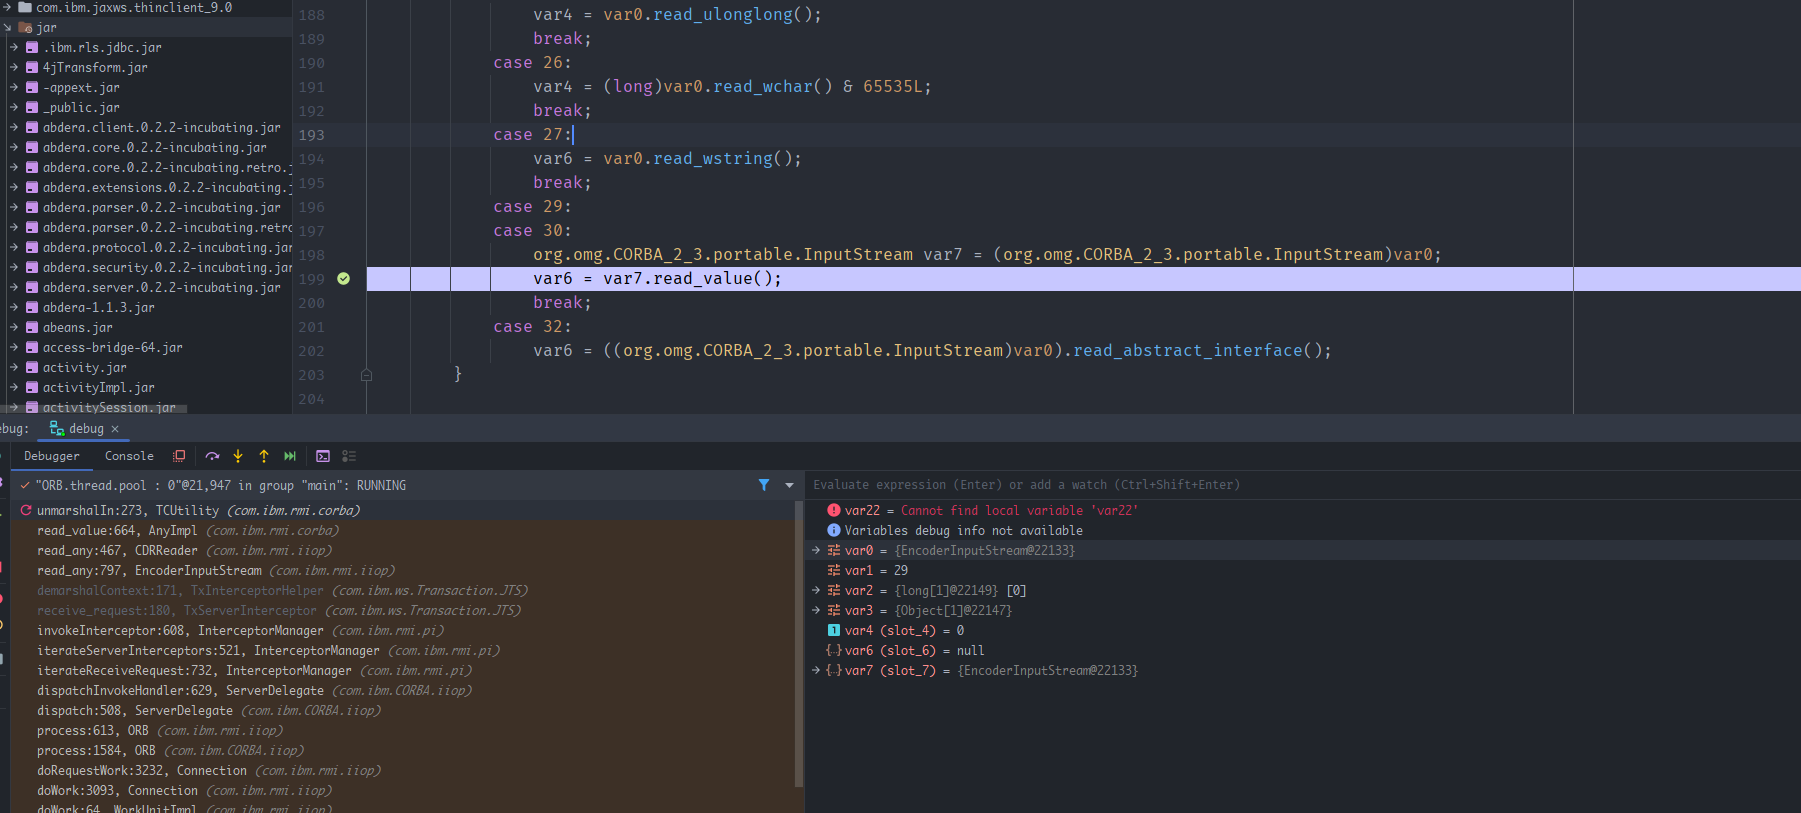 com.ibm.jaxws.thinclient_9.0
jar
.ibm.rls.jdbc.jar
4jTransform.jar
-appext.jar
_public.jar
abdera.client.0.2.2-incubating.jar
abdera.core.0.2.2-incubating.jar
abdera.core.0.2.2-incubating.retro.j
abdera.extensions.0.2.2-incubating.j
abdera.parser.0.2.2-incubating.jar
abdera.parser.0.2.2-incubating.retro
abdera.protocol.0.2.2-incubating.jar
abdera.security.0.2.2-incubating.jar
abdera.server.0.2.2-incubating.jar
abdera-1.1.3.jar
abeans.jar
access-bridge-64.jar
activity.jar
activityImpl.jar
activitySession.jar
188 var4 = var0.read_ulonglong();
189 break;
190 case 26:
191 var4 = (long)var0.read_wchar() & 65535L;
192 break;
193 case 27:
194 var6 = var0.read_wstring();
195 break;
196 case 29:
197 case 30:
198 org.omg.CORBA_2_3.portable.InputStream var7 = (org.omg.CORBA_2_3.portable.InputStream)var0;
199 var6 = var7.read_value();
200 break;
201 case 32:
202 var6 = ((org.omg.CORBA_2_3.portable.InputStream)var0).read_abstract_interface();
203 }
204
ebug: debug ×
Debugger Console
"ORB.thread.pool : 0"@21,947 in group "main": RUNNING
unmarshalIn:273, TCUtility (com.ibm.rmi.corba)
read_value:664, AnyImpl (com.ibm.rmi.corba)
read_any:467, CDRReader (com.ibm.rmi.iiop)
read_any:797, EncoderInputStream (com.ibm.rmi.iiop)
demarshalContext:171, TxInterceptorHelper (com.ibm.ws.Transaction.JTS)
receive_request:180, TxServerInterceptor (com.ibm.ws.Transaction.JTS)
invokeInterceptor:608, InterceptorManager (com.ibm.rmi.pi)
iterateServerInterceptors:521, InterceptorManager (com.ibm.rmi.pi)
iterateReceiveRequest:732, InterceptorManager (com.ibm.rmi.pi)
dispatchInvokeHandler:629, ServerDelegate (com.ibm.CORBA.iiop)
dispatch:508, ServerDelegate (com.ibm.CORBA.iiop)
process:613, ORB (com.ibm.rmi.iiop)
process:1584, ORB (com.ibm.CORBA.iiop)
doRequestWork:3232, Connection (com.ibm.rmi.iiop)
doWork:3093, Connection (com.ibm.rmi.iiop)
doWork:64, WorkUnitImpl (com.ibm.rmi.iiop)
Evaluate expression (Enter) or add a watch (Ctrl+Shift+Enter)
var22 = Cannot find local variable 'var22'
Variables debug info not available
var0 = {EncoderInputStream@22133}
var1 = 29
var2 = {long[1]@22149} [0]
var3 = {Object[1]@22147}
var4 (slot_4) = 0
var6 (slot_6) = null
var7 (slot_7) = {EncoderInputStream@22133}